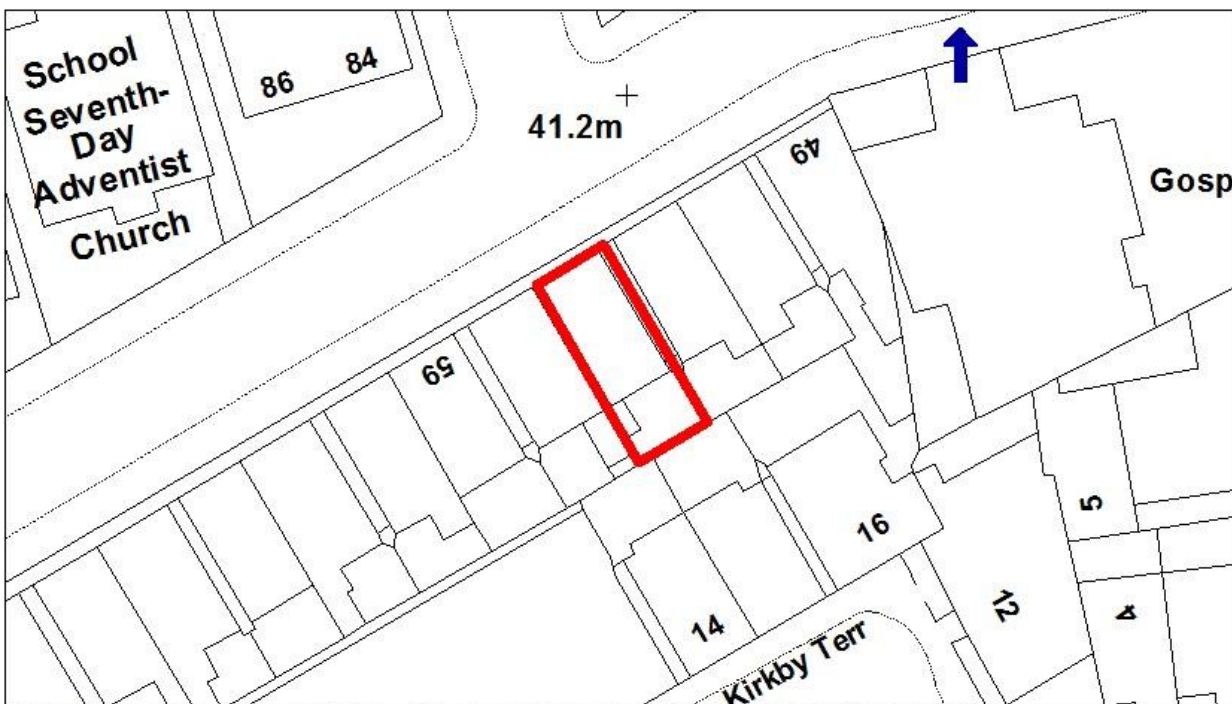 School
Seventh-
Day
Adventist
Church
86
84
41.2m
49
Gosp
59
16
14
Kirkby Terr
5
12
4